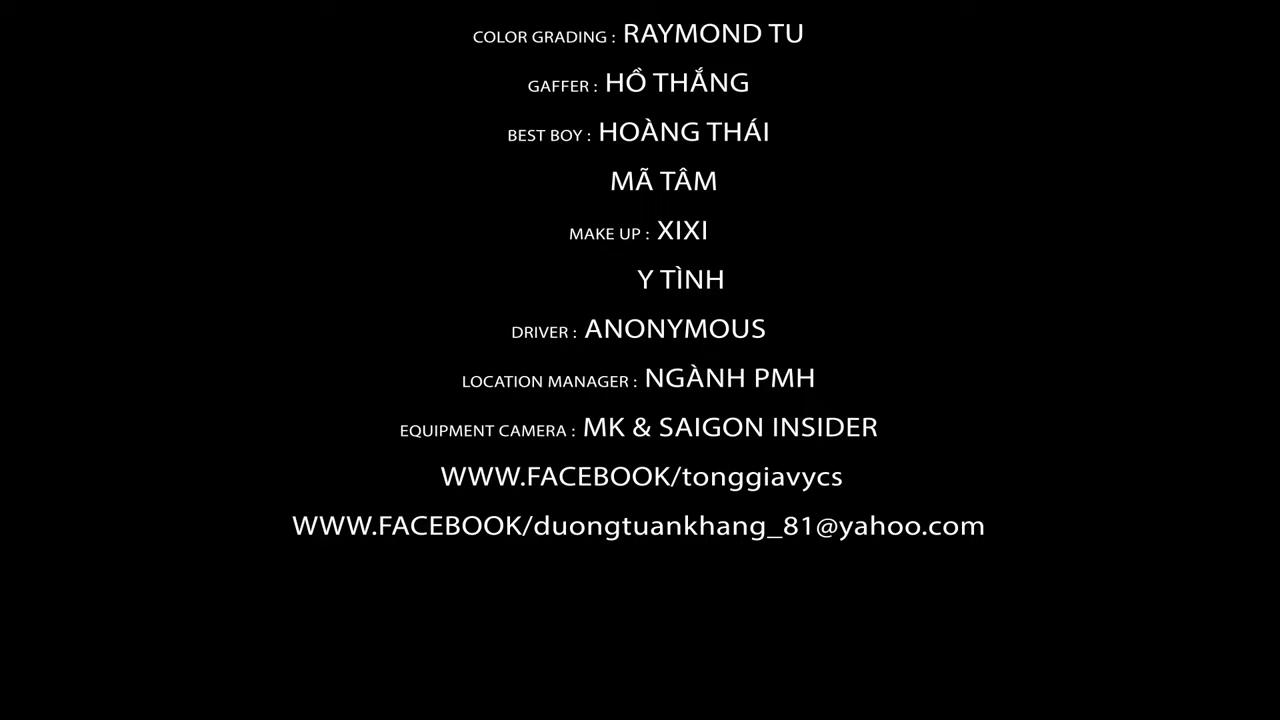 COLOR GRADING : RAYMOND TU
GAFFER : HỒ THẮNG
BEST BOY : HOÀNG THÁI
MÃ TÂM
MAKE UP : XIXI
Y TÌNH
DRIVER : ANONYMOUS
LOCATION MANAGER : NGÀNH PMH
EQUIPMENT CAMERA : MK & SAIGON INSIDER
WWW.FACEBOOK/tonggiavycs
WWW.FACEBOOK/duongtuankhang_81@yahoo.com